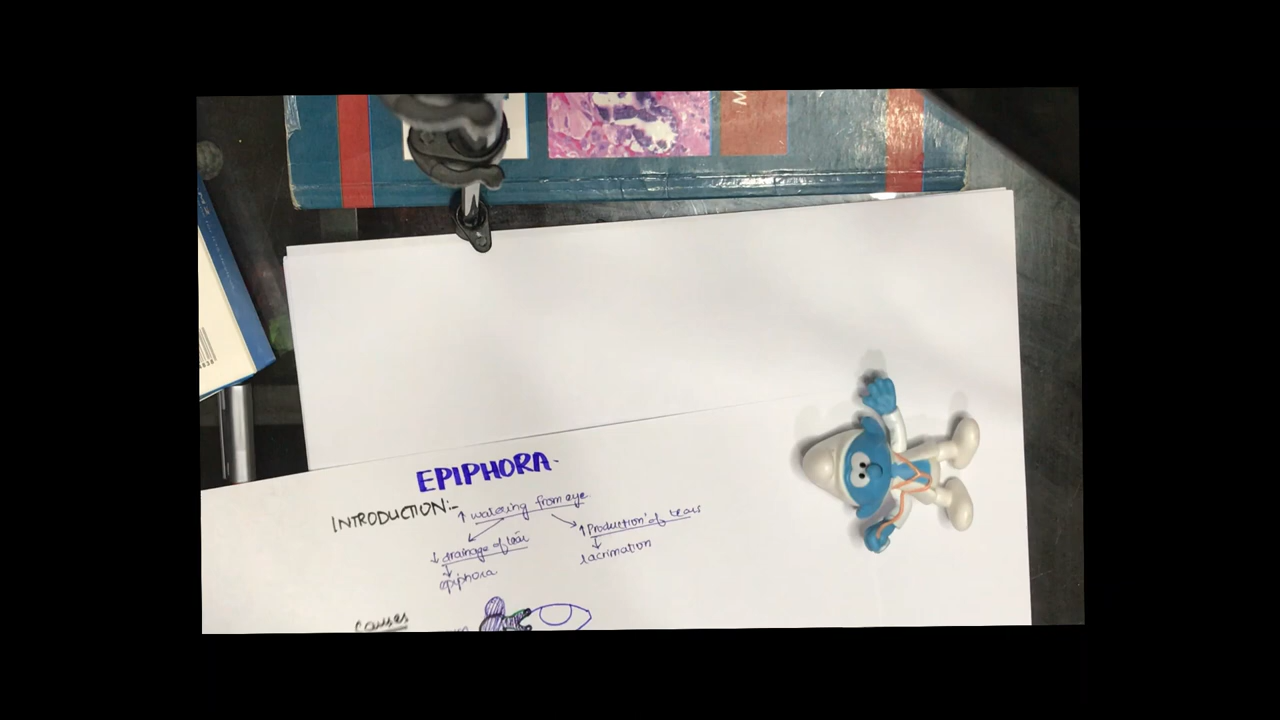 M
EPIPHORA-
INTRODUCTION:- ↑ watering from eye.
↓ drainage of tear ↑ Production of tears
↓ ↓
epiphora lacrimation
Causes